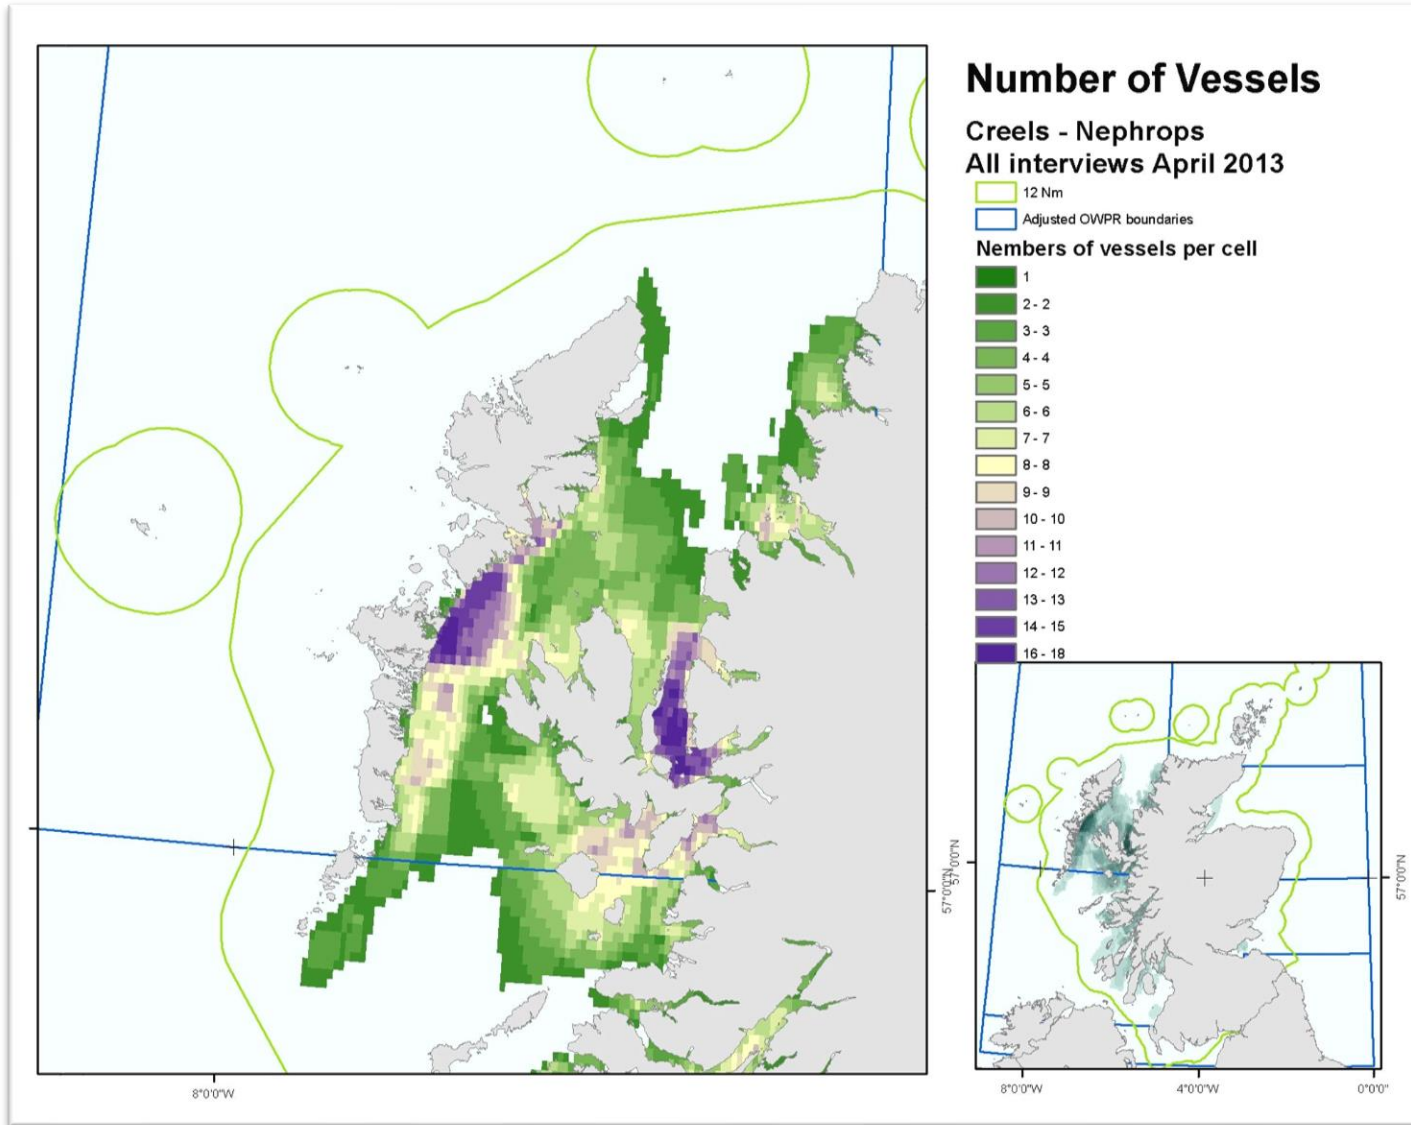 Number of Vessels
Creels - Nephrops
All interviews April 2013
12 Nm
Adjusted OWPR boundaries
Nembers of vessels per cell
1
2 - 2
3 - 3
4 - 4
5 - 5
6 - 6
7 - 7
8 - 8
9 - 9
10 - 10
11 - 11
12 - 12
13 - 13
14 - 15
16 - 18
57°0'0"N
57°0'0"N
57°0'0"N
8°0'0"W
8°0'0"W
4°0'0"W
0°0'0"